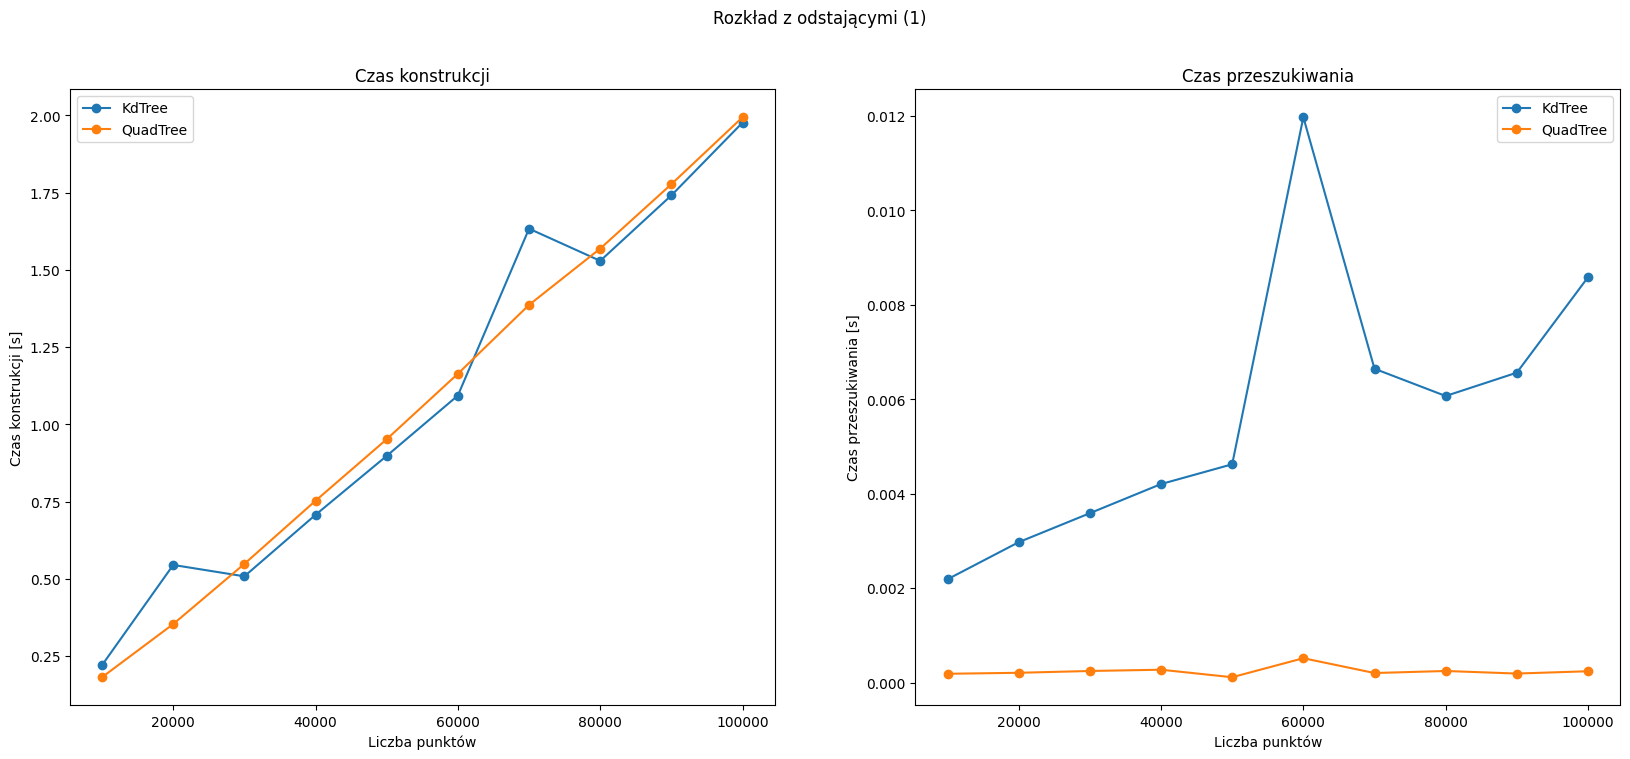 Rozkład z odstającymi (1)
Czas konstrukcji
KdTree
QuadTree
2.00
1.75
1.50
1.25
1.00
0.75
0.50
0.25
Czas konstrukcji [s]
20000 40000 60000 80000 100000
Liczba punktów
Czas przeszukiwania
KdTree
QuadTree
0.012
0.010
0.008
0.006
0.004
0.002
0.000
Czas przeszukiwania [s]
20000 40000 60000 80000 100000
Liczba punktów